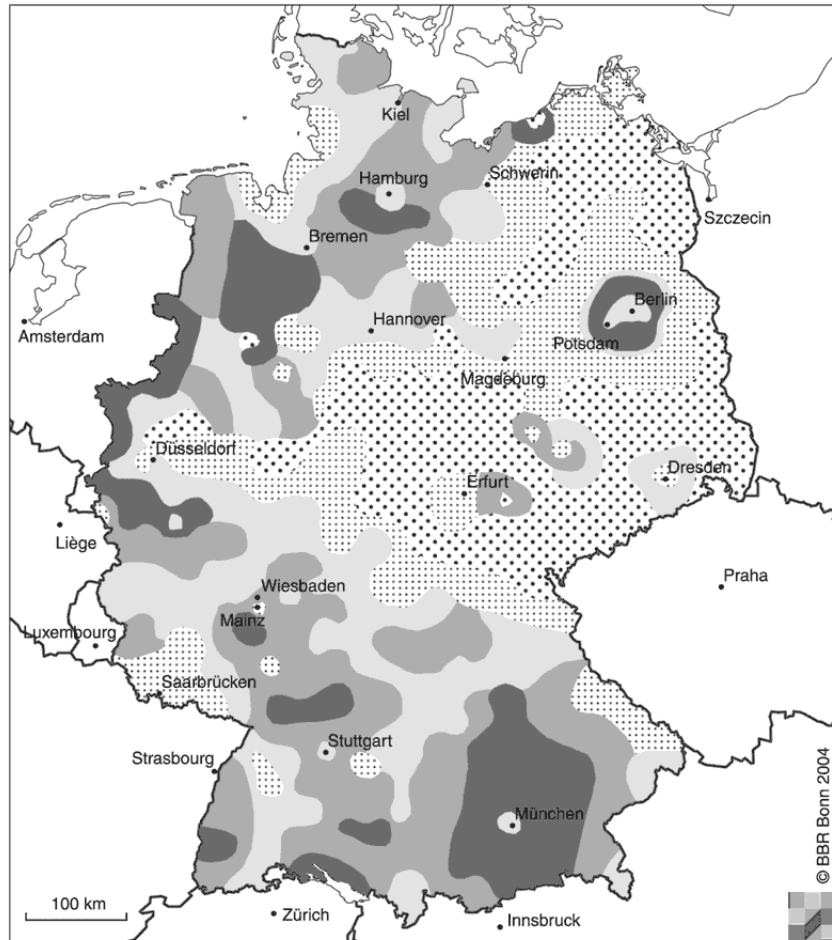 Kiel
Hamburg
Schwerin
Szczecin
Bremen
Amsterdam
Hannover
Berlin
Potsdam
Magdeburg
Düsseldorf
Erfurt
Dresden
Liège
Praha
Wiesbaden
Mainz
Luxembourg
Saarbrücken
Stuttgart
Strasbourg
München
© BBR Bonn 2004
100 km
Zürich
Innsbruck